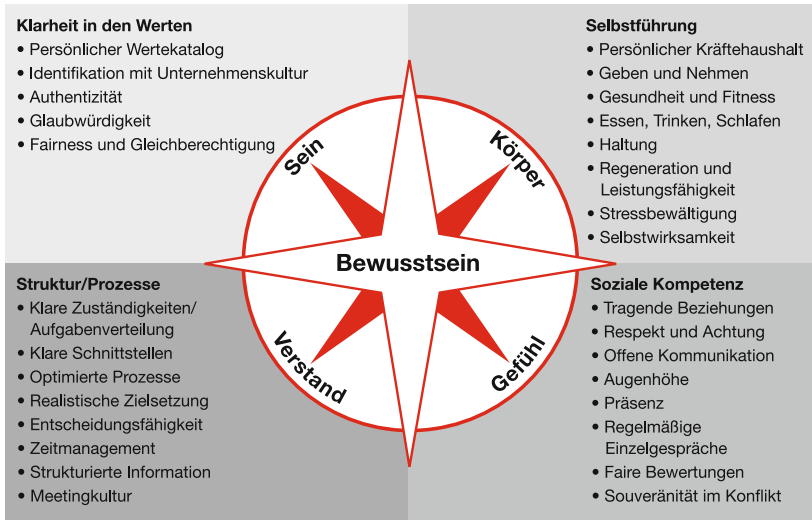 Klarheit in den Werten
• Persönlicher Wertekatalog
• Identifikation mit Unternehmenskultur
• Authentizität
• Glaubwürdigkeit
• Fairness und Gleichberechtigung
Selbstführung
• Persönlicher Kräftehaushalt
• Geben und Nehmen
• Gesundheit und Fitness
• Essen, Trinken, Schlafen
• Haltung
• Regeneration und
Leistungsfähigkeit
• Stressbewältigung
• Selbstwirksamkeit
Sein
Körper
Bewusstsein
Verstand
Gefühl
Struktur/Prozesse
• Klare Zuständigkeiten/
Aufgabenverteilung
• Klare Schnittstellen
• Optimierte Prozesse
• Realistische Zielsetzung
• Entscheidungsfähigkeit
• Zeitmanagement
• Strukturierte Information
• Meetingkultur
Soziale Kompetenz
• Tragende Beziehungen
• Respekt und Achtung
• Offene Kommunikation
• Augenhöhe
• Präsenz
• Regelmäßige
Einzelgespräche
• Faire Bewertungen
• Souveränität im Konflikt